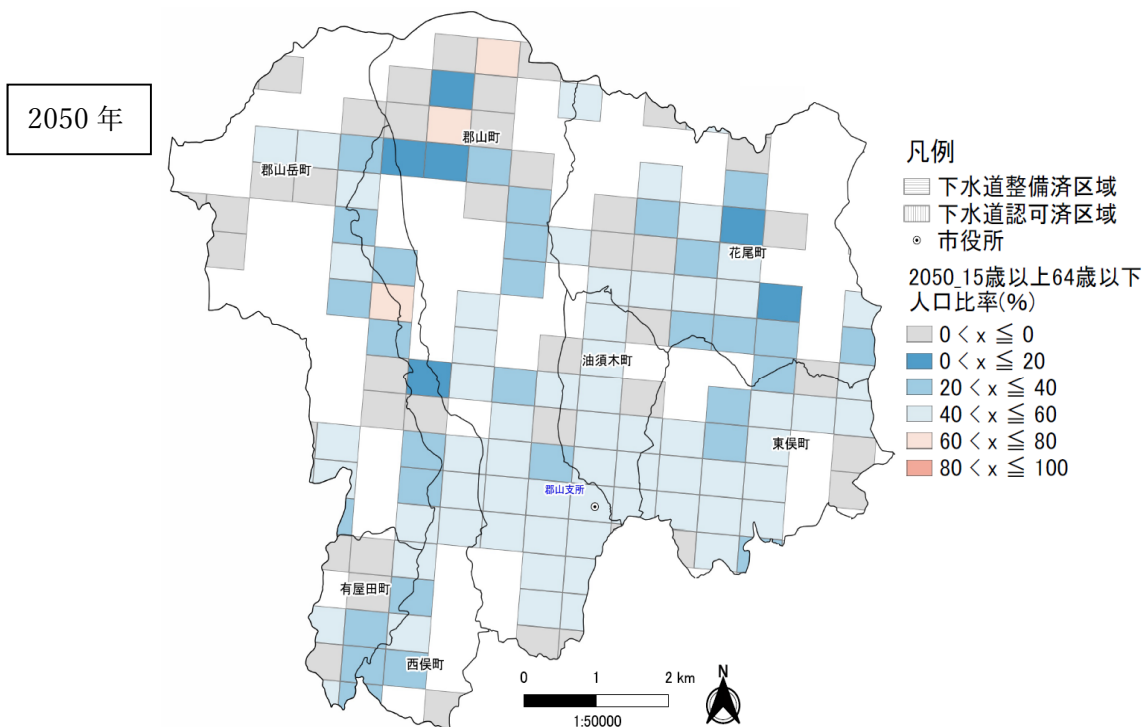 2050 年
郡山町
郡山岳町
花尾町
油須木町
東俣町
郡山支所
有屋田町
西俣町
凡例
下水道整備済区域
下水道認可済区域
市役所
2050_15歳以上64歳以下
人口比率(%)
0 < x ≦ 0
0 < x ≦ 20
20 < x ≦ 40
40 < x ≦ 60
60 < x ≦ 80
80 < x ≦ 100
0 1 2 km
1:50000
N